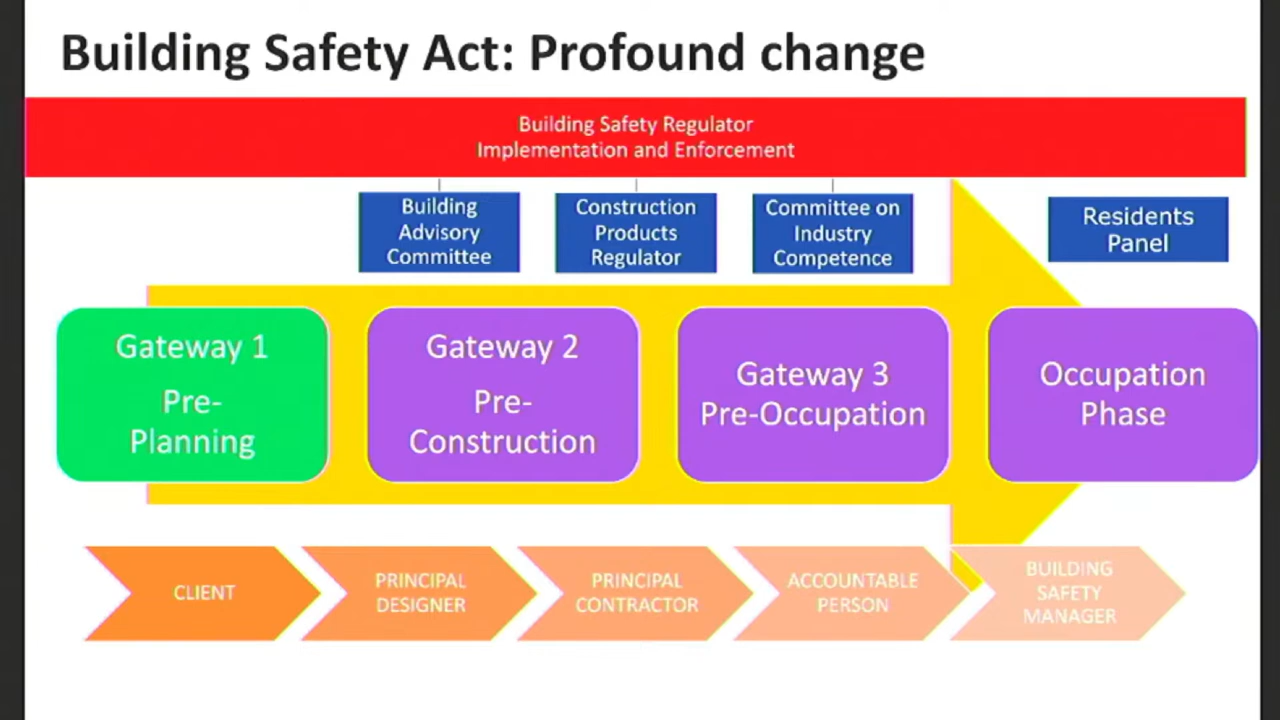 Building Safety Act: Profound change
Building Safety Regulator
Implementation and Enforcement
Building
Advisory
Committee
Construction
Products
Regulator
Committee on
Industry
Competence
Residents
Panel
Gateway 1
Pre-
Planning
Gateway 2
Pre-
Construction
Gateway 3
Pre-Occupation
Occupation
Phase
CLIENT
PRINCIPAL
DESIGNER
PRINCIPAL
CONTRACTOR
ACCOUNTABLE
PERSON
BUILDING
SAFETY
MANAGER